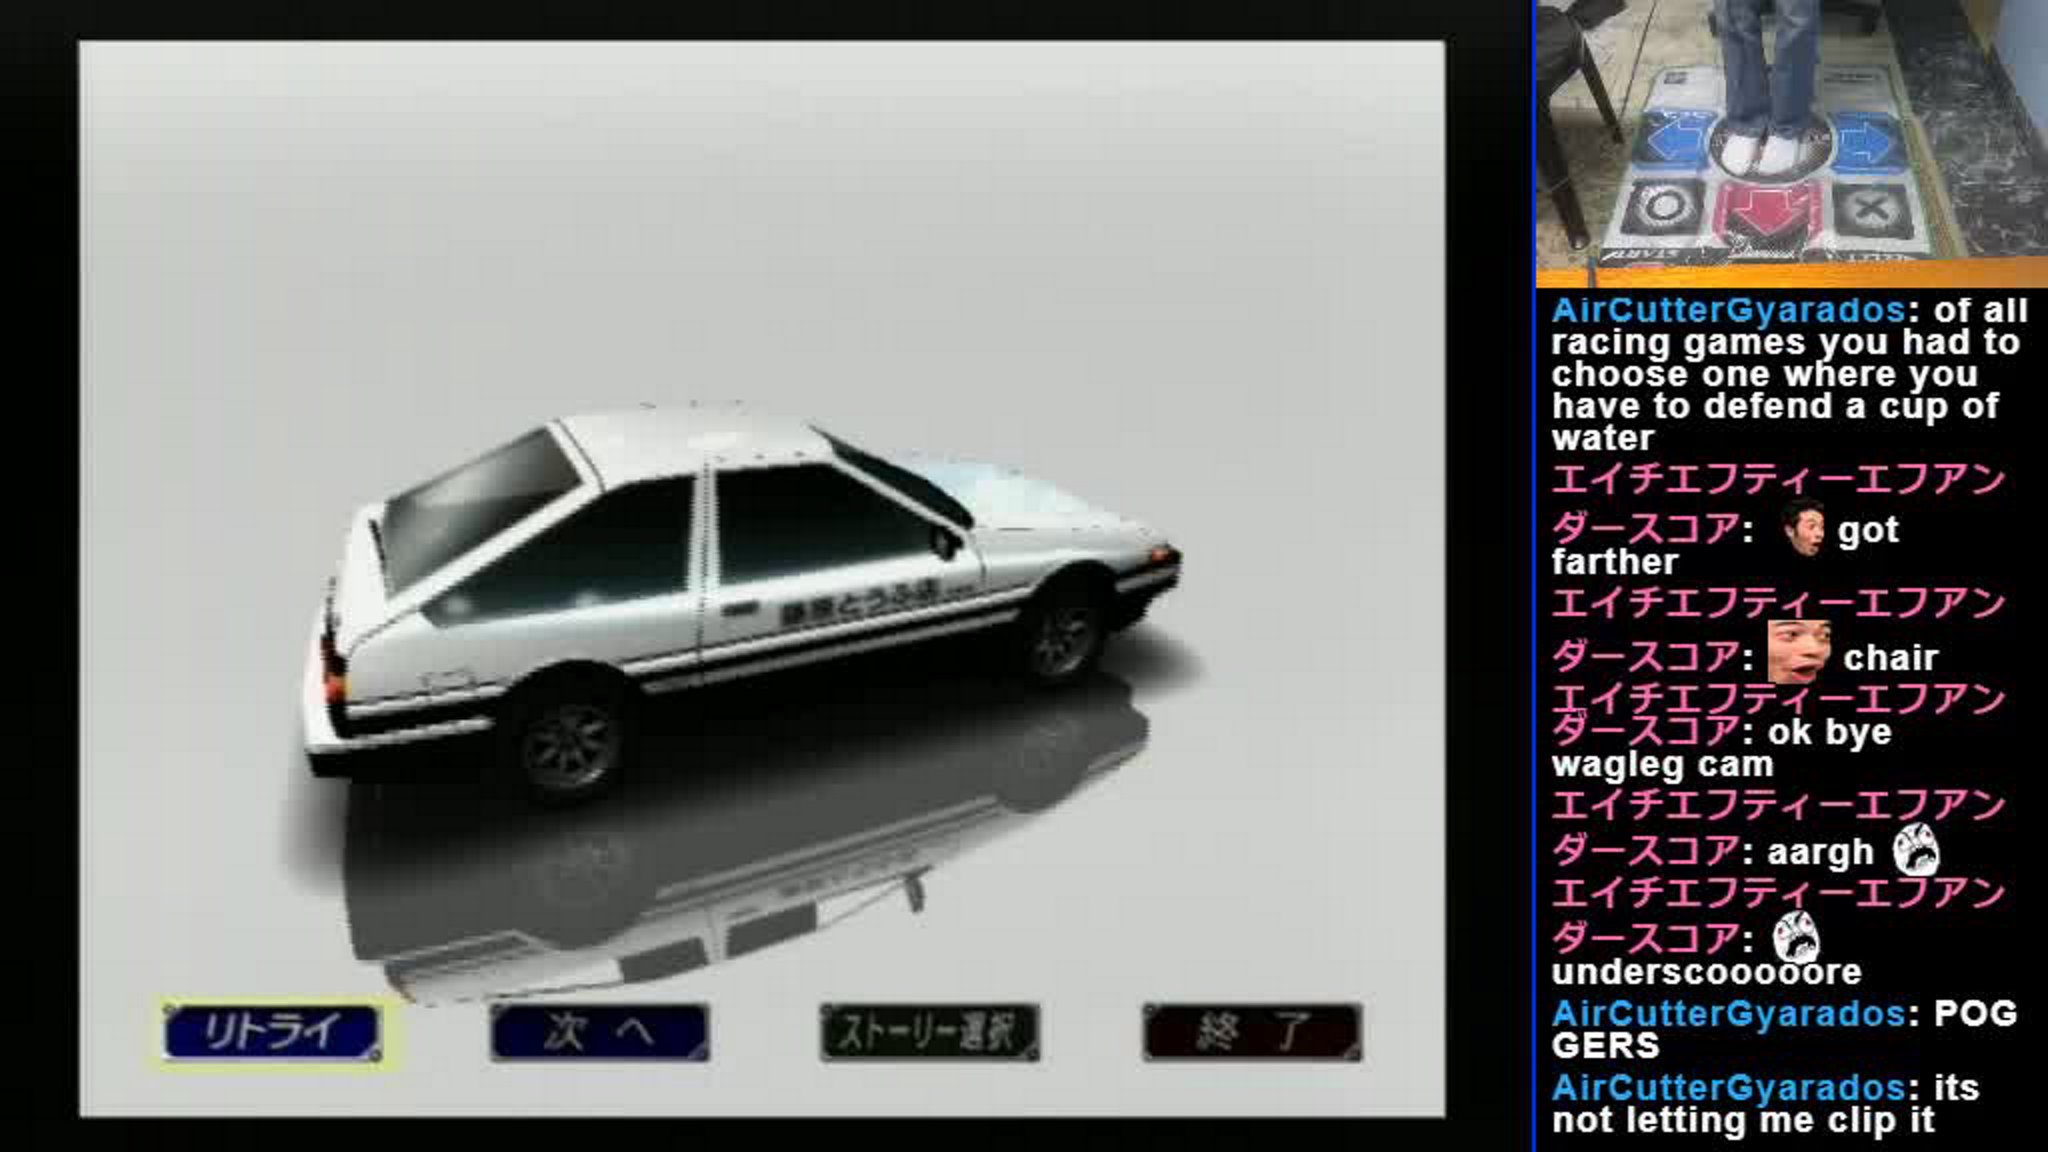 藤原とうふ店
リトライ
次へ
ストーリー選択
終了
START
AirCutterGyarados: of all
racing games you had to
choose one where you
have to defend a cup of
water
エイチエフティーエフアン
ダースコア: got
farther
エイチエフティーエフアン
ダースコア: chair
エイチエフティーエフアン
ダースコア: ok bye
wagleg cam
エイチエフティーエフアン
ダースコア: aargh
エイチエフティーエフアン
ダースコア:
underscooooore
AirCutterGyarados: POG
GERS
AirCutterGyarados: its
not letting me clip it